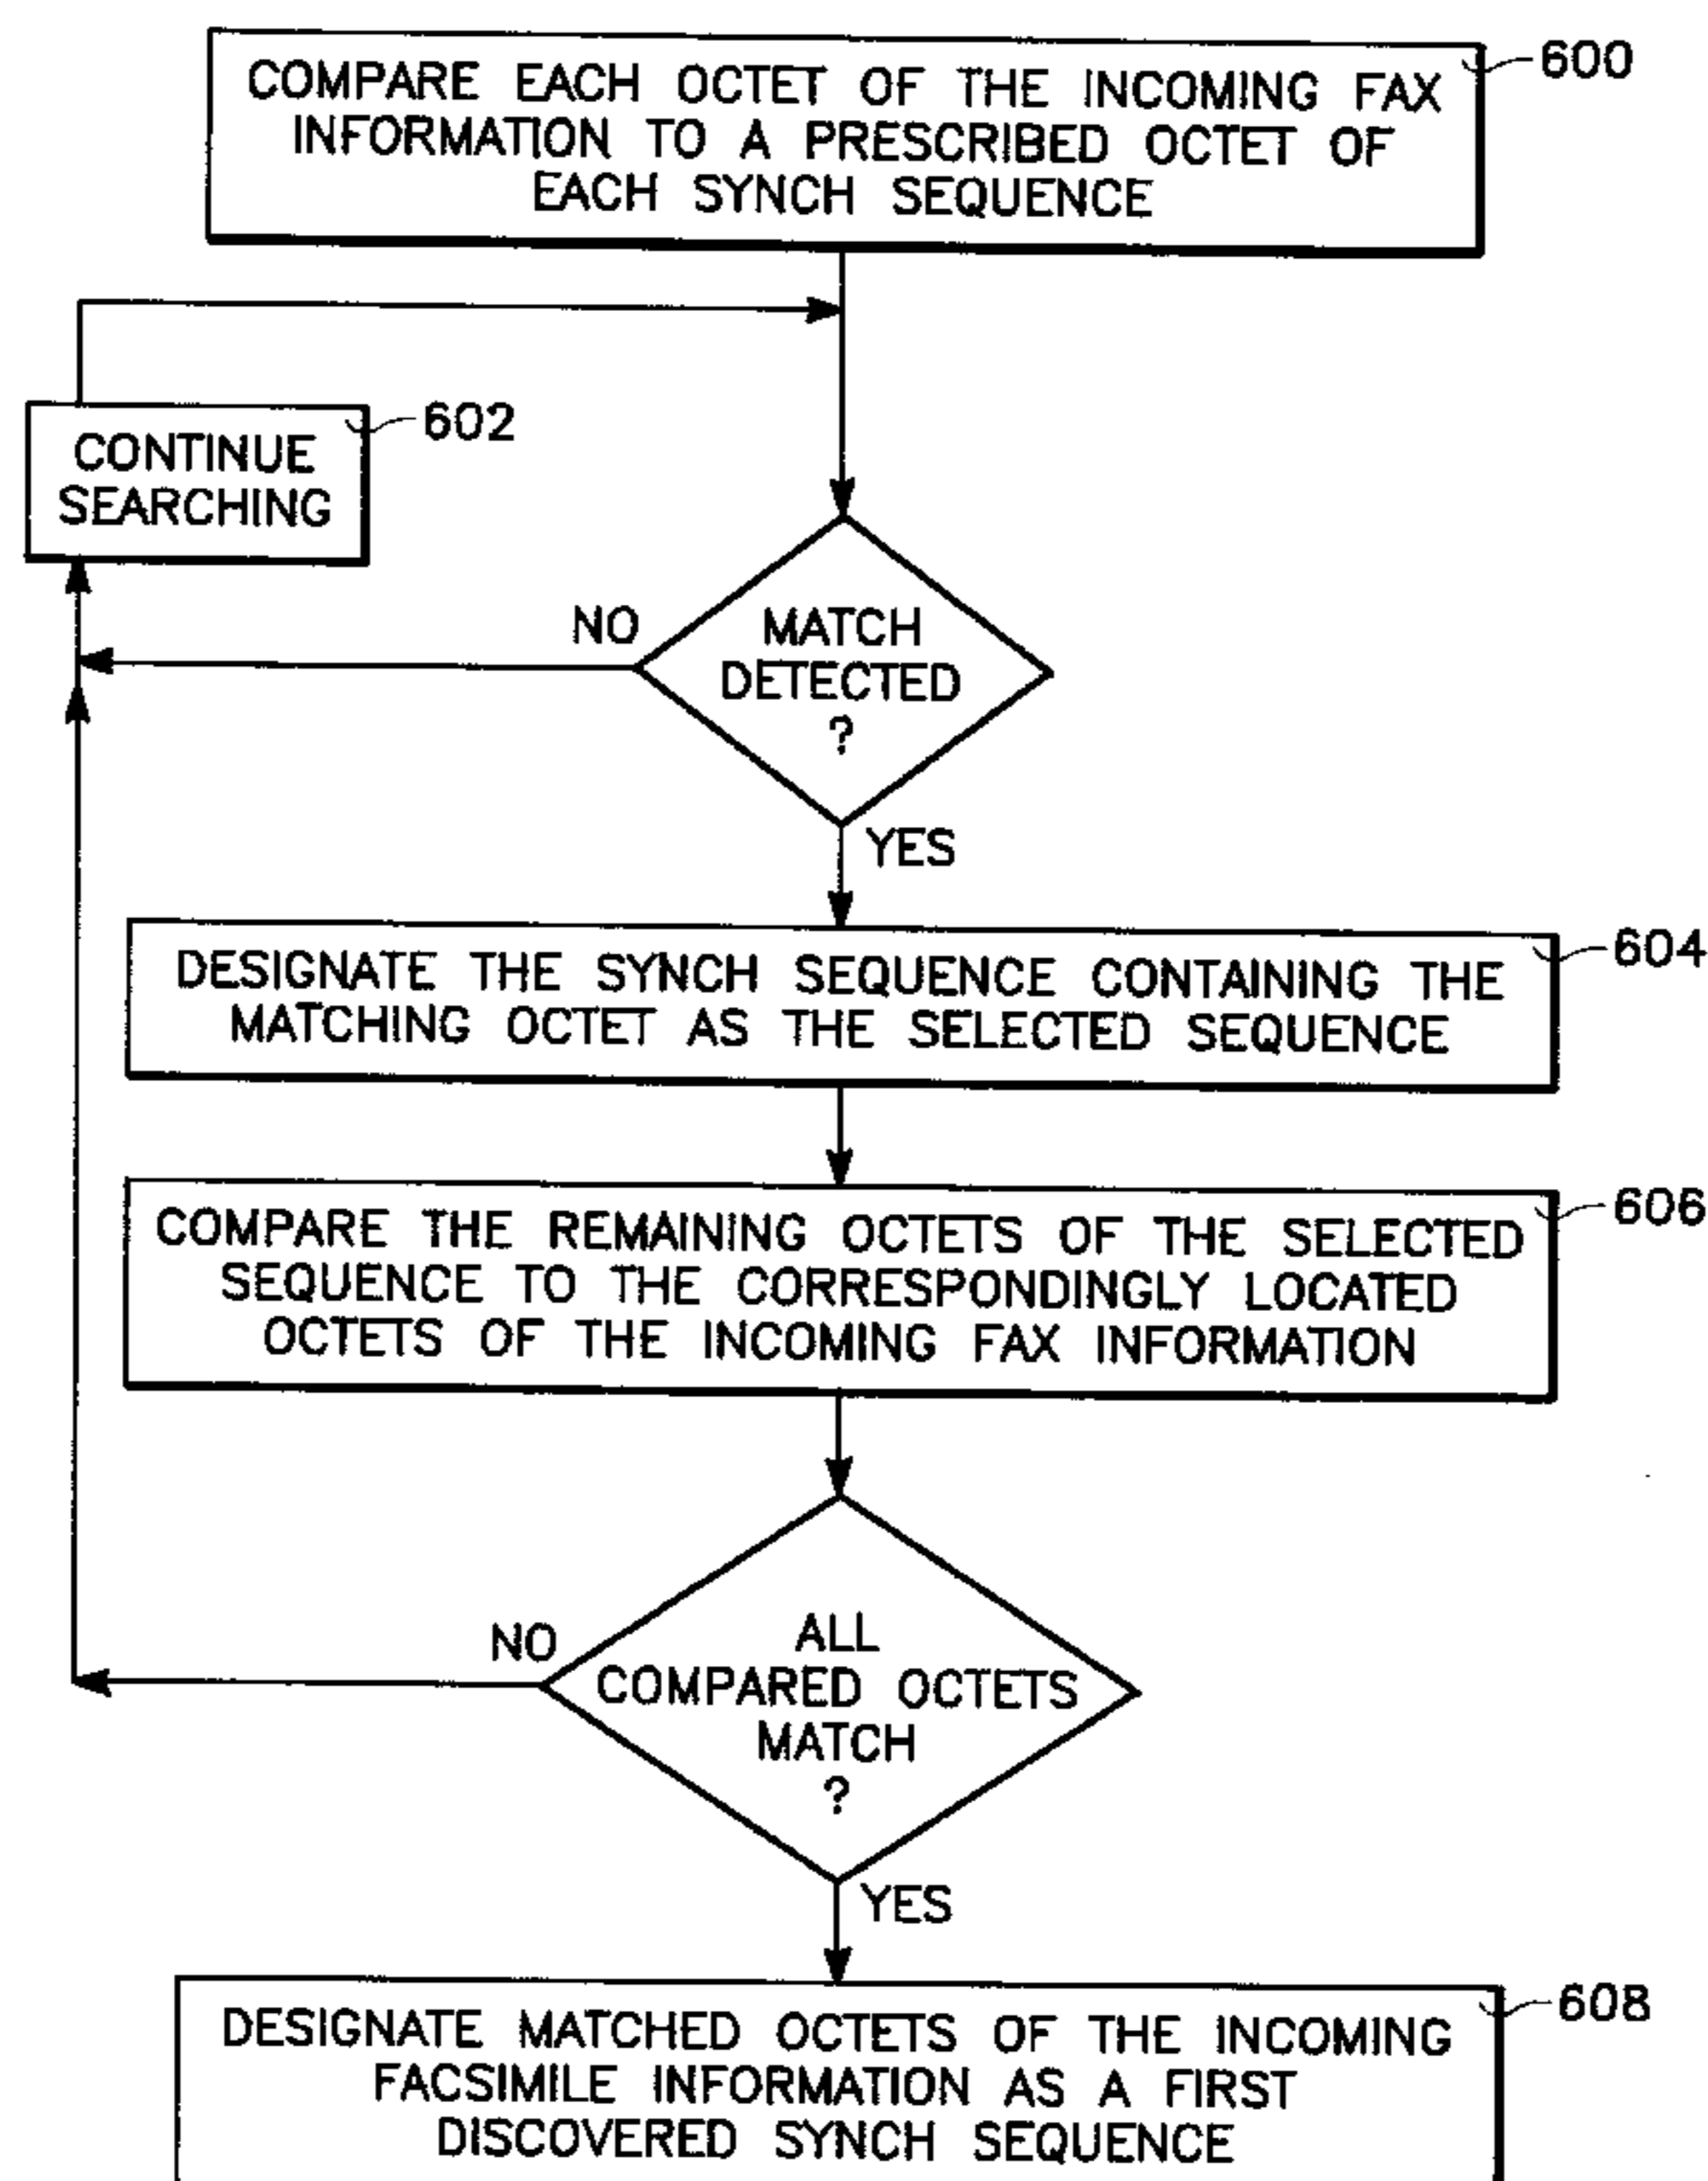 COMPARE EACH OCTET OF THE INCOMING FAX
INFORMATION TO A PRESCRIBED OCTET OF
EACH SYNCH SEQUENCE
600
CONTINUE
SEARCHING
602
NO
MATCH
DETECTED
?
YES
DESIGNATE THE SYNCH SEQUENCE CONTAINING THE
MATCHING OCTET AS THE SELECTED SEQUENCE
604
COMPARE THE REMAINING OCTETS OF THE SELECTED
SEQUENCE TO THE CORRESPONDINGLY LOCATED
OCTETS OF THE INCOMING FAX INFORMATION
606
NO
ALL
COMPARED OCTETS
MATCH
?
YES
DESIGNATE MATCHED OCTETS OF THE INCOMING
FACSIMILE INFORMATION AS A FIRST
DISCOVERED SYNCH SEQUENCE
608